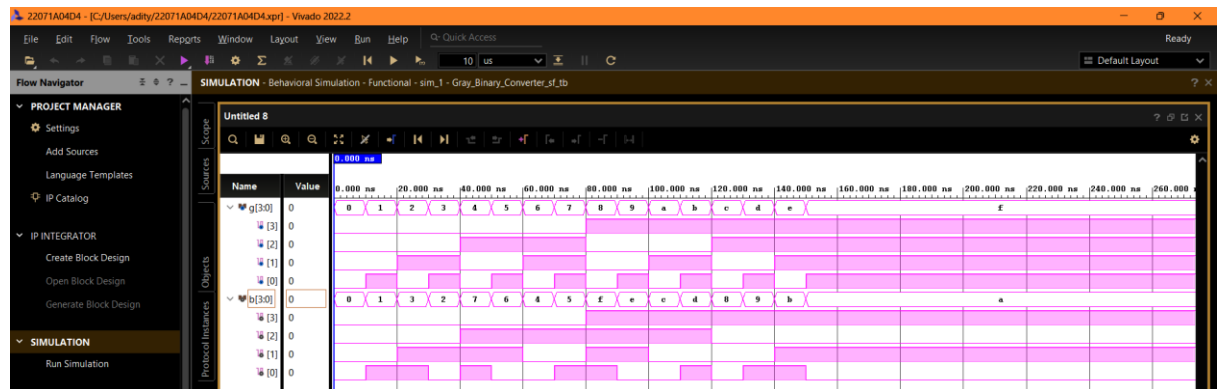 22071A04D4 - [C:/Users/adity/22071A04D4/22071A04D4.xpr] - Vivado 2022.2
File Edit Flow Tools Reports Window Layout View Run Help Q- Quick Access Ready
10 us Default Layout
Flow Navigator SIMULATION - Behavioral Simulation - Functional - sim_1 - Gray_Binary_Converter_sf_tb
PROJECT MANAGER
Settings
Add Sources
Language Templates
IP Catalog
IP INTEGRATOR
Create Block Design
Open Block Design
Generate Block Design
SIMULATION
Run Simulation
Scope
Sources
Objects
Protocol Instances
Untitled 8
0.000 ns
Name Value 0.000 ns 20.000 ns 40.000 ns 60.000 ns 80.000 ns 100.000 ns 120.000 ns 140.000 ns 160.000 ns 180.000 ns 200.000 ns 220.000 ns 240.000 ns 260.000
g[3:0] 0 0 1 2 3 4 5 6 7 8 9 a b c d e f
[3] 0
[2] 0
[1] 0
[0] 0
b[3:0] 0 0 1 3 2 7 6 4 5 f e c d 8 9 b a
[3] 0
[2] 0
[1] 0
[0] 0